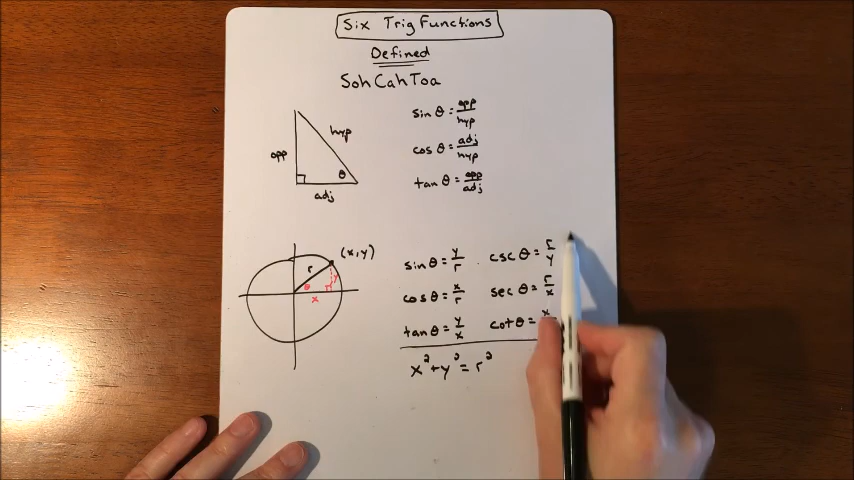 Six Trig Functions
Defined
SohCahToa
opp
hyp
θ
adj
sin θ = opp/hyp
cos θ = adj/hyp
tan θ = opp/adj
(x,y)
r
y
θ
x
sin θ = y/r csc θ = r/y
cos θ = x/r sec θ = r/x
tan θ = y/x cot θ = x
x² + y² = r²